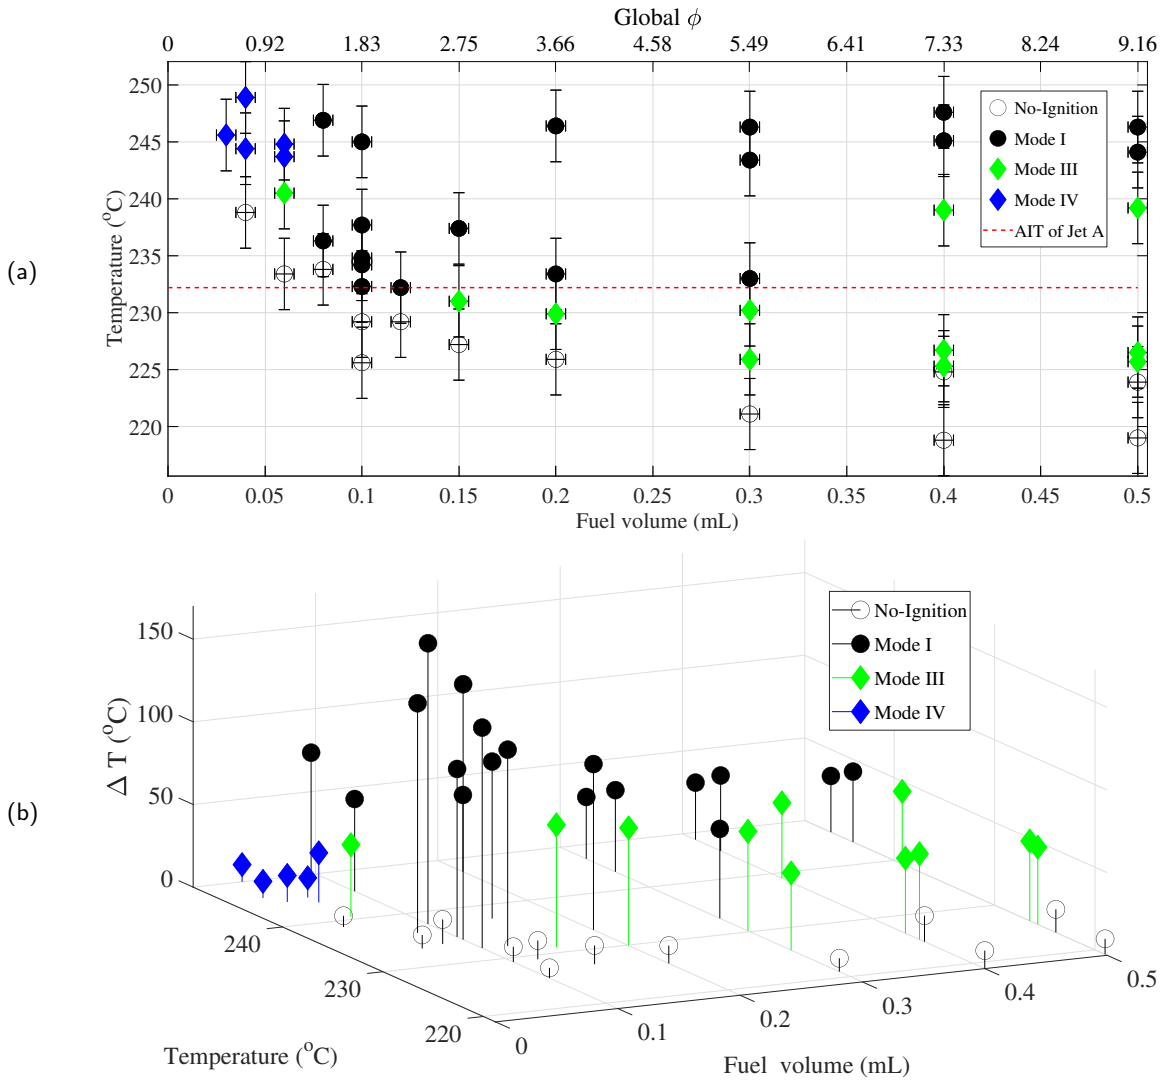 Global ϕ
0 0.92 1.83 2.75 3.66 4.58 5.49 6.41 7.33 8.24 9.16
(a)
Temperature (°C)
250
245
240
235
230
225
220
No-Ignition
Mode I
Mode III
Mode IV
AIT of Jet A
0 0.05 0.1 0.15 0.2 0.25 0.3 0.35 0.4 0.45 0.5
Fuel volume (mL)
(b)
Δ T (°C)
150
100
50
0
No-Ignition
Mode I
Mode III
Mode IV
240
230
220
Temperature (°C)
0
0.1
0.2
0.3
0.4
0.5
Fuel volume (mL)